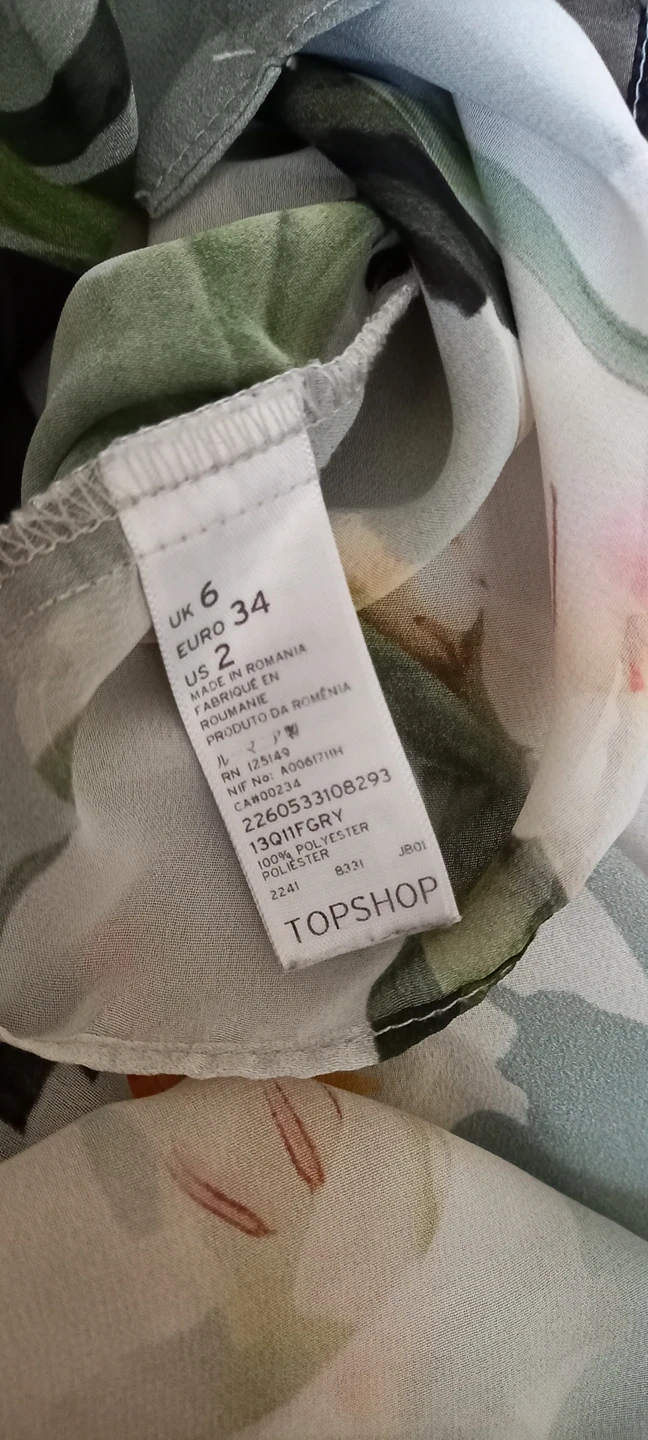 UK 6
EURO 34
US 2
MADE IN ROMANIA
FABRIQUÉ EN
ROUMANIE
PRODUTO DA ROMÊNIA
RN 125149
NIF No: A0061711H
CA#00234
2260533108293
13Q11FGRY
100% POLYESTER
POLIÉSTER
2241 8331 JB01
TOPSHOP